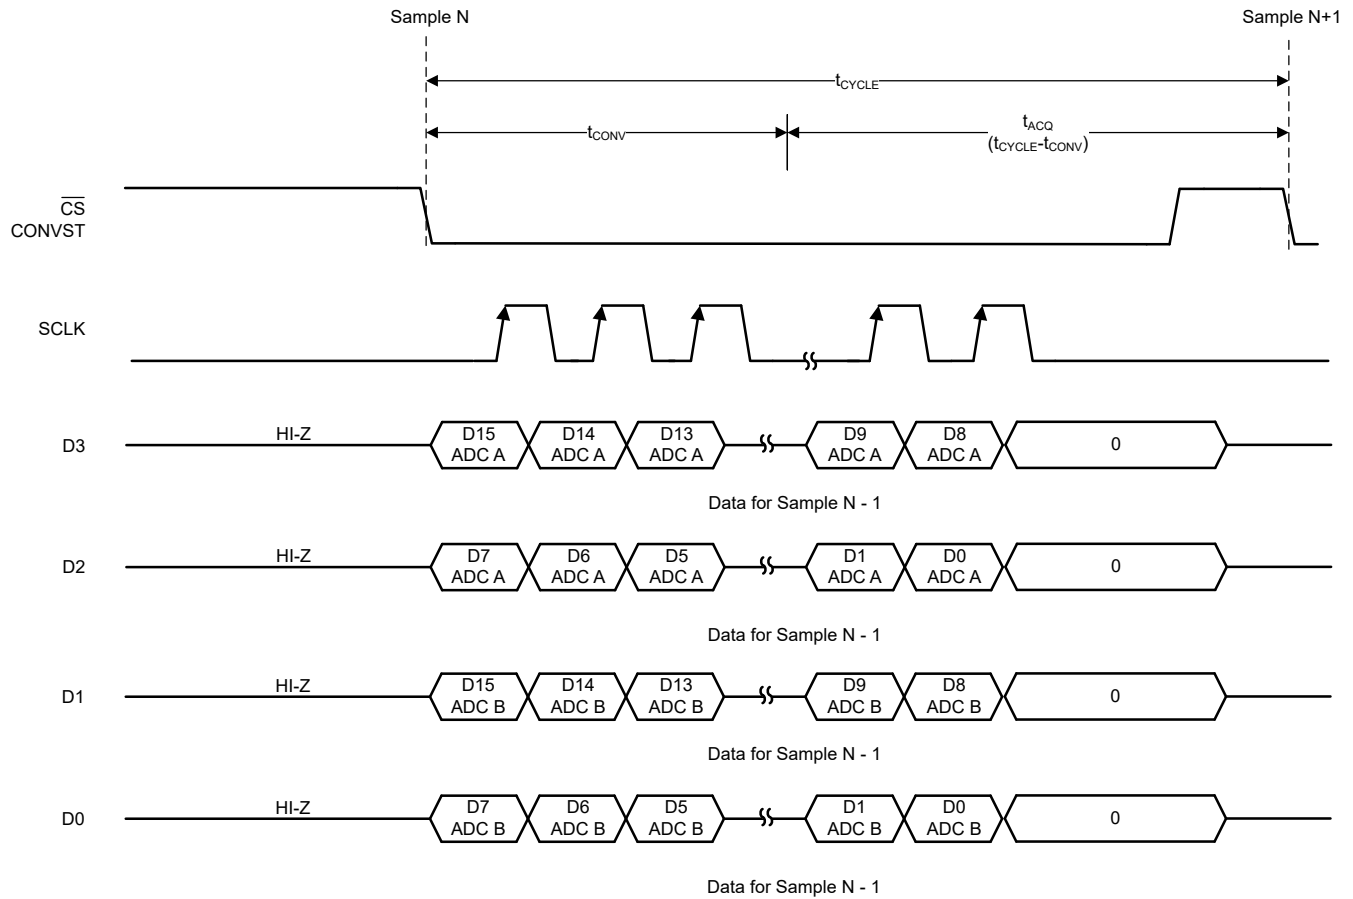 Sample N
Sample N+1
tCYCLE
tCONV
tACQ
(tCYCLE-tCONV)
CS
CONVST
SCLK
D3
HI-Z
D15 D14 D13 D9 D8
ADC A ADC A ADC A ADC A ADC A
0
Data for Sample N - 1
D2
HI-Z
D7 D6 D5 D1 D0
ADC A ADC A ADC A ADC A ADC A
0
Data for Sample N - 1
D1
HI-Z
D15 D14 D13 D9 D8
ADC B ADC B ADC B ADC B ADC B
0
Data for Sample N - 1
D0
HI-Z
D7 D6 D5 D1 D0
ADC B ADC B ADC B ADC B ADC B
0
Data for Sample N - 1